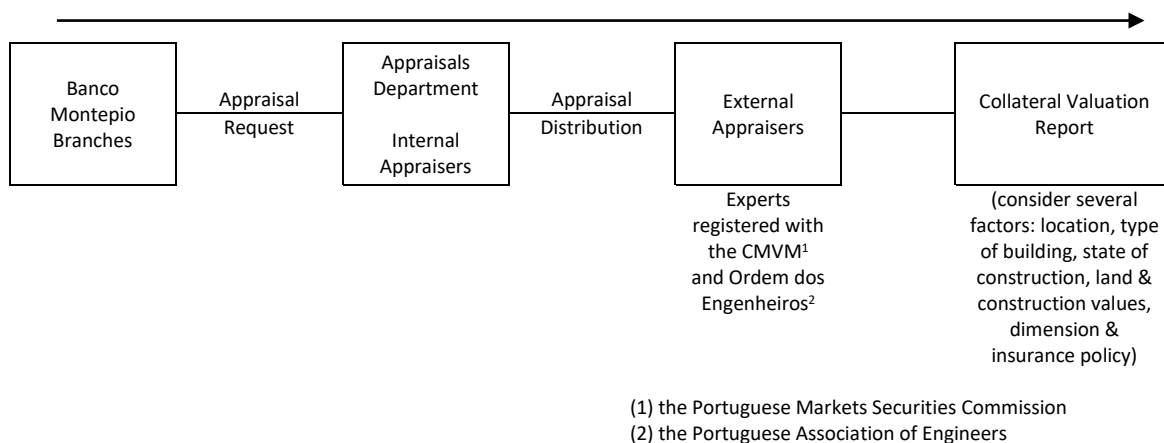 Banco
Montepio
Branches
Appraisal
Request
Appraisals
Department
Internal
Appraisers
Appraisal
Distribution
External
Appraisers
Experts
registered with
the CMVM¹
and Ordem dos
Engenheiros²
Collateral Valuation
Report
(consider several
factors: location, type
of building, state of
construction, land &
construction values,
dimension &
insurance policy)
(1) the Portuguese Markets Securities Commission
(2) the Portuguese Association of Engineers